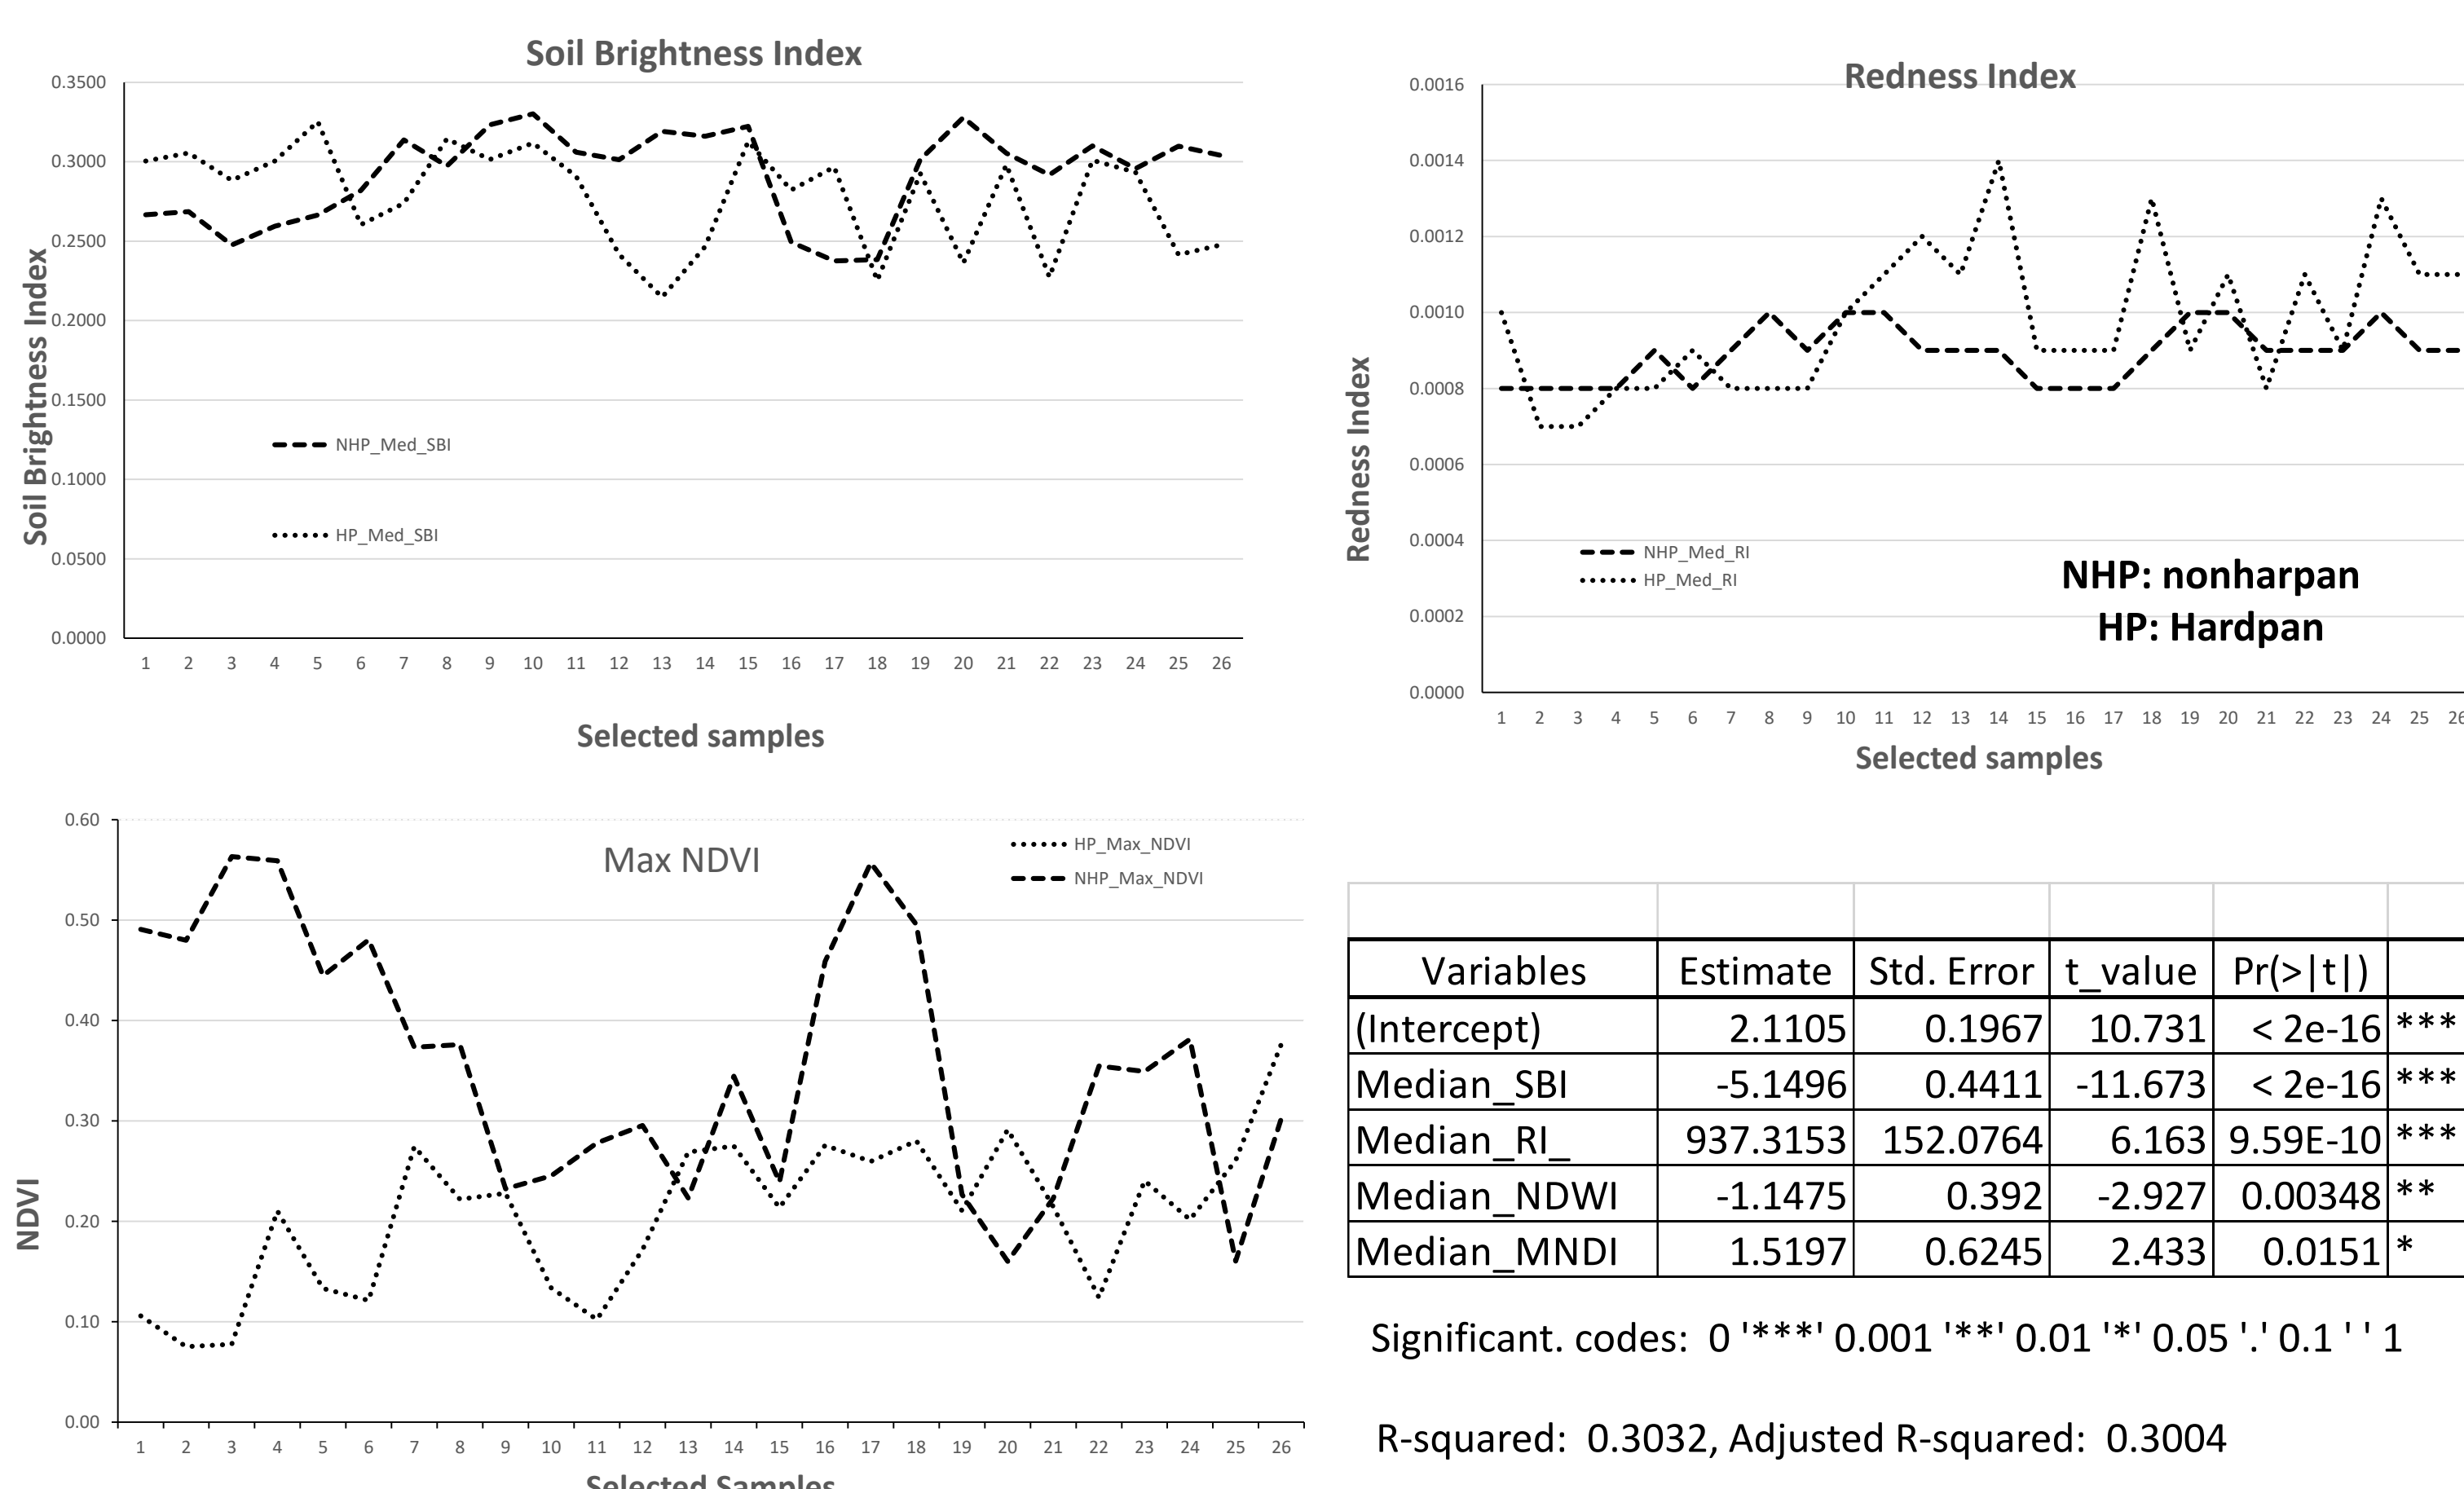 Soil Brightness Index
0.3500
0.3000
0.2500
0.2000
0.1500
0.1000
0.0500
0.0000
Soil Brightness Index
NHP_Med_SBI
HP_Med_SBI
1 2 3 4 5 6 7 8 9 10 11 12 13 14 15 16 17 18 19 20 21 22 23 24 25 26
Selected samples
Redness Index
0.0016
0.0014
0.0012
0.0010
0.0008
0.0006
0.0004
0.0002
0.0000
Redness Index
NHP_Med_RI
HP_Med_RI
NHP: nonharpan
HP: Hardpan
1 2 3 4 5 6 7 8 9 10 11 12 13 14 15 16 17 18 19 20 21 22 23 24 25 26
Selected samples
Max NDVI
HP_Max_NDVI
NHP_Max_NDVI
0.60
0.50
0.40
0.30
0.20
0.10
0.00
NDVI
1 2 3 4 5 6 7 8 9 10 11 12 13 14 15 16 17 18 19 20 21 22 23 24 25 26
Selected Samples
Variables Estimate Std. Error t_value Pr(>|t|)
(Intercept) 2.1105 0.1967 10.731 < 2e-16 ***
Median_SBI -5.1496 0.4411 -11.673 < 2e-16 ***
Median_RI_ 937.3153 152.0764 6.163 9.59E-10 ***
Median_NDWI -1.1475 0.392 -2.927 0.00348 **
Median_MNDI 1.5197 0.6245 2.433 0.0151 *
Significant. codes: 0 '***' 0.001 '**' 0.01 '*' 0.05 '.' 0.1 ' ' 1
R-squared: 0.3032, Adjusted R-squared: 0.3004